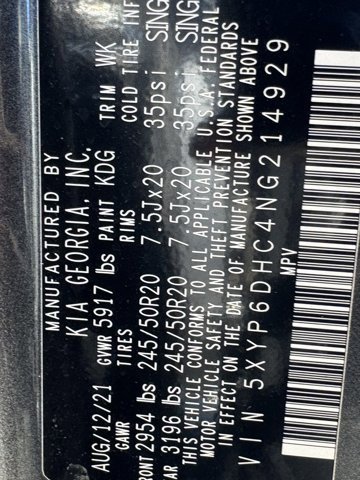 MANUFACTURED BY
KIA GEORGIA, INC.
AUG/12/21 GVWR 5917 lbs PAINT KDG TRIM WK
GAWR TIRES RIMS COLD TIRE INF
RONT 2954 lbs 245/50R20 7.5Jx20 35psi SING
AR 3196 lbs 245/50R20 7.5Jx20 35psi SING
THIS VEHICLE CONFORMS TO ALL APPLICABLE U.S.A. FEDERAL
MOTOR VEHICLE SAFETY AND THEFT PREVENTION STANDARDS
IN EFFECT ON THE DATE OF MANUFACTURE SHOWN ABOVE
VIN 5XYP6DHC4NG214929
MPV